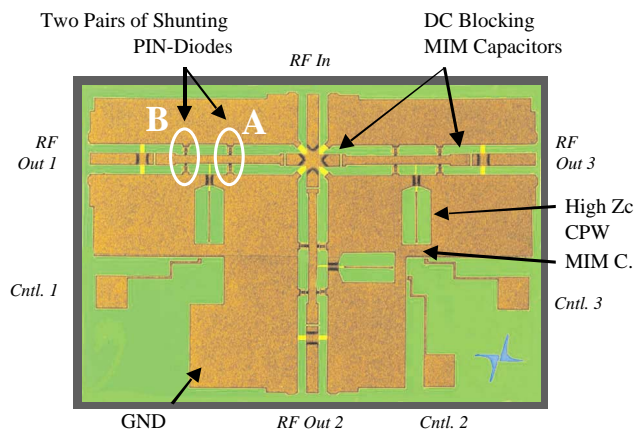 Two Pairs of Shunting
PIN-Diodes
DC Blocking
MIM Capacitors
RF In
B
A
RF
Out 1
RF
Out 3
High Zc
CPW
MIM C.
Cntl. 1
Cntl. 3
GND
RF Out 2
Cntl. 2